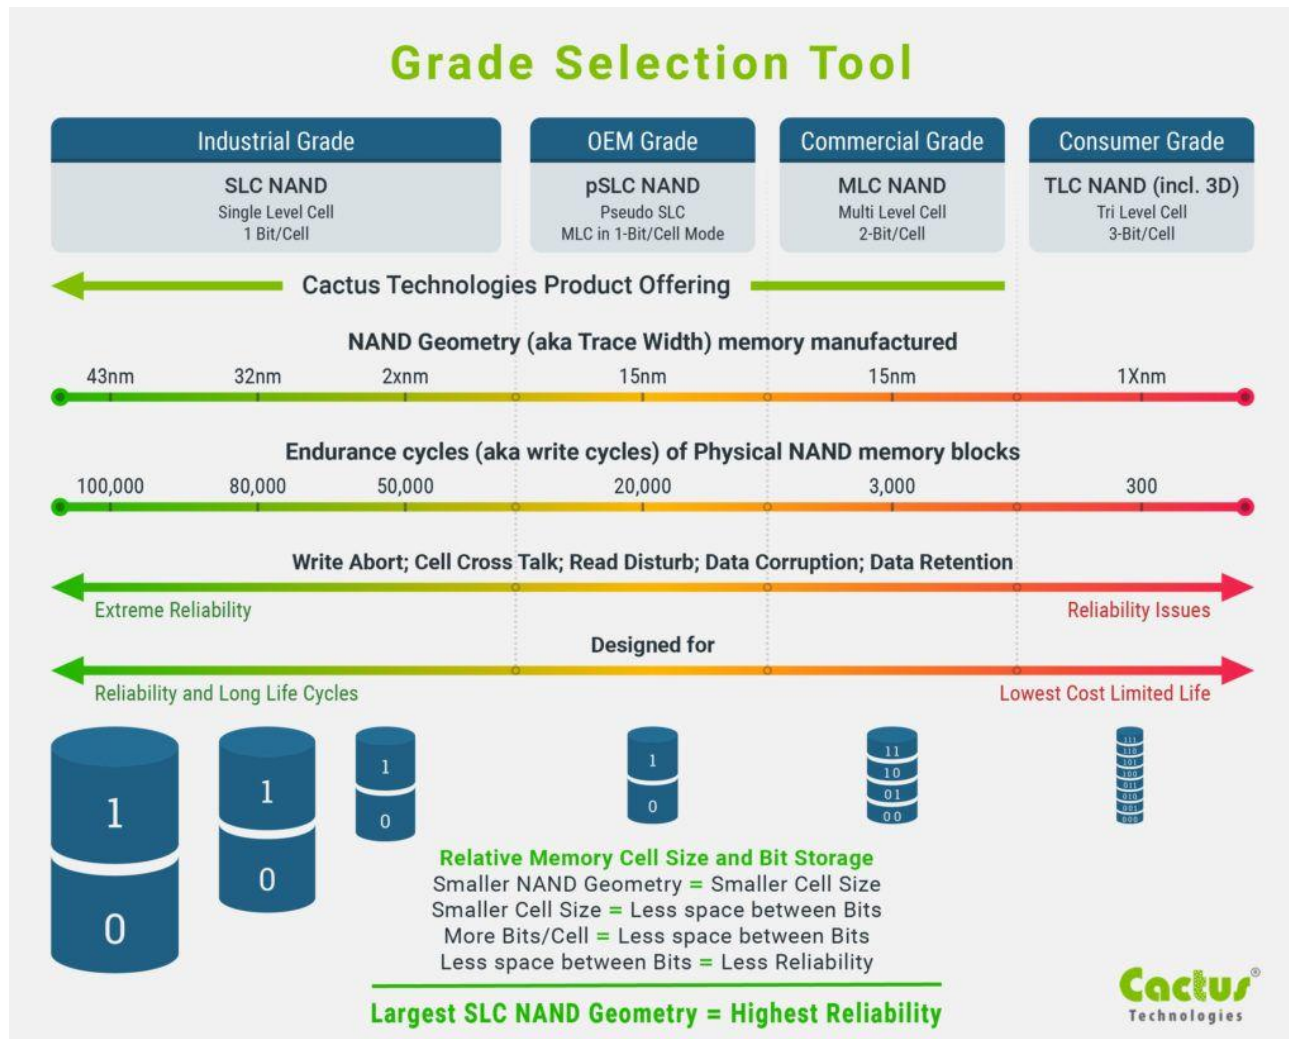 Grade Selection Tool
Industrial Grade
SLC NAND
Single Level Cell
1 Bit/Cell
OEM Grade
pSLC NAND
Pseudo SLC
MLC in 1-Bit/Cell Mode
Commercial Grade
MLC NAND
Multi Level Cell
2-Bit/Cell
Consumer Grade
TLC NAND (incl. 3D)
Tri Level Cell
3-Bit/Cell
Cactus Technologies Product Offering
NAND Geometry (aka Trace Width) memory manufactured
43nm 32nm 2xnm 15nm 15nm 1Xnm
Endurance cycles (aka write cycles) of Physical NAND memory blocks
100,000 80,000 50,000 20,000 3,000 300
Write Abort; Cell Cross Talk; Read Disturb; Data Corruption; Data Retention
Extreme Reliability Reliability Issues
Designed for
Reliability and Long Life Cycles Lowest Cost Limited Life
1
0
1
0
1
0
1
0
11
10
01
00
111
110
101
100
011
010
001
000
Relative Memory Cell Size and Bit Storage
Smaller NAND Geometry = Smaller Cell Size
Smaller Cell Size = Less space between Bits
More Bits/Cell = Less space between Bits
Less space between Bits = Less Reliability
Largest SLC NAND Geometry = Highest Reliability
Cactus®
Technologies